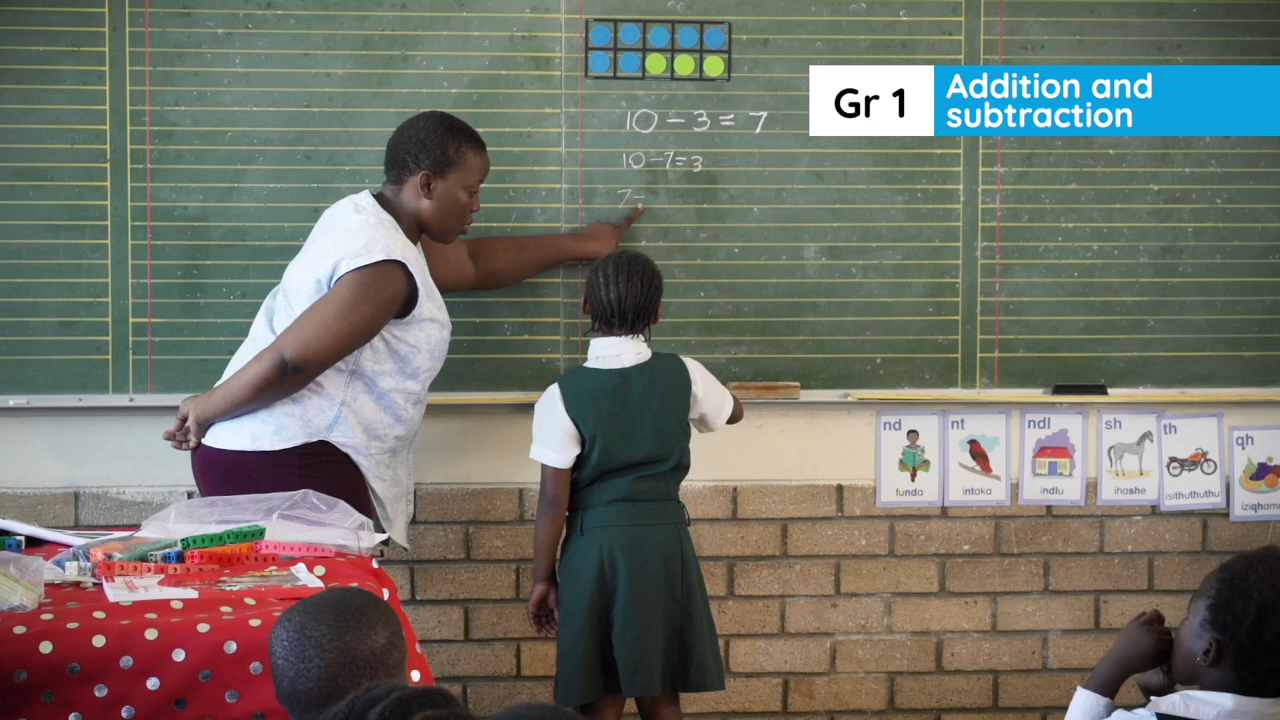 Gr 1
Addition and
subtraction
10 - 3 = 7
10-7=3
7-
nd
funda
nt
intaka
ndl
indlu
sh
ihashe
th
isithuthuthu
qh